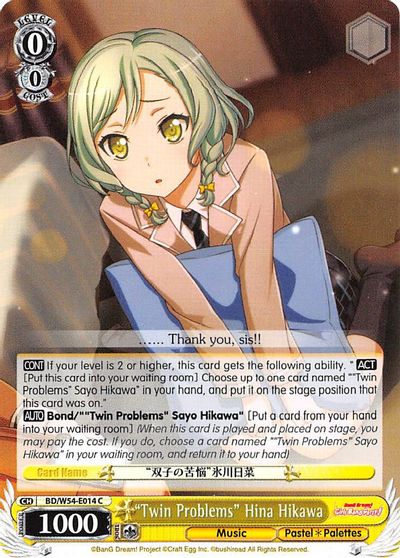 LEVEL
0
0
COST
...... Thank you, sis!!
CONT If your level is 2 or higher, this card gets the following ability. " ACT
[Put this card into your waiting room] Choose up to one card named ""Twin
Problems" Sayo Hikawa" in your hand, and put it on the stage position that
this card was on."
AUTO Bond/""Twin Problems" Sayo Hikawa" [Put a card from your hand
into your waiting room] (When this card is played and placed on stage, you
may pay the cost. If you do, choose a card named ""Twin Problems" Sayo
Hikawa" in your waiting room, and return it to your hand)
Card Name
“双子の苦悩”氷川日菜
CD
BD/W54-E014 C
"Twin Problems" Hina Hikawa
POWER
1000
SOUL
Music
Pastel＊Palettes
©BanG Dream! Project ©Craft Egg Inc. ©bushiroad All Rights Reserved.